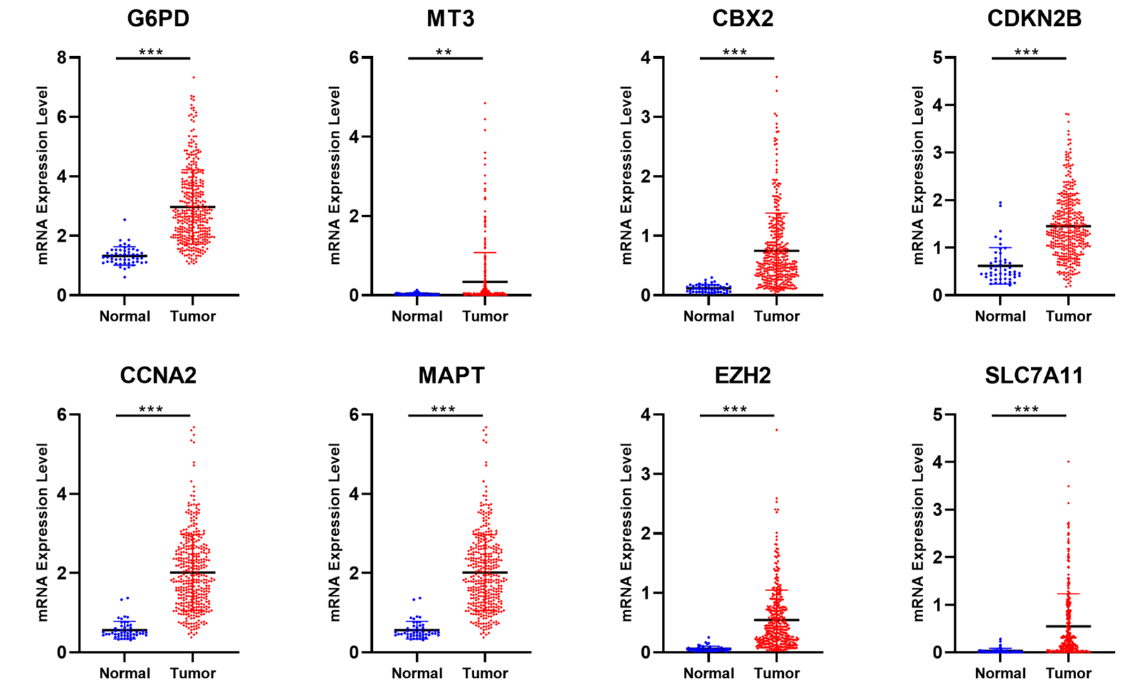 G6PD
MT3
CBX2
CDKN2B
mRNA Expression Level
8
6
4
2
0
***
Normal Tumor
mRNA Expression Level
6
4
2
0
**
Normal Tumor
mRNA Expression Level
4
3
2
1
0
***
Normal Tumor
mRNA Expression Level
5
4
3
2
1
0
***
Normal Tumor
CCNA2
MAPT
EZH2
SLC7A11
mRNA Expression Level
6
4
2
0
***
Normal Tumor
mRNA Expression Level
6
4
2
0
***
Normal Tumor
mRNA Expression Level
4
3
2
1
0
***
Normal Tumor
mRNA Expression Level
5
4
3
2
1
0
***
Normal Tumor